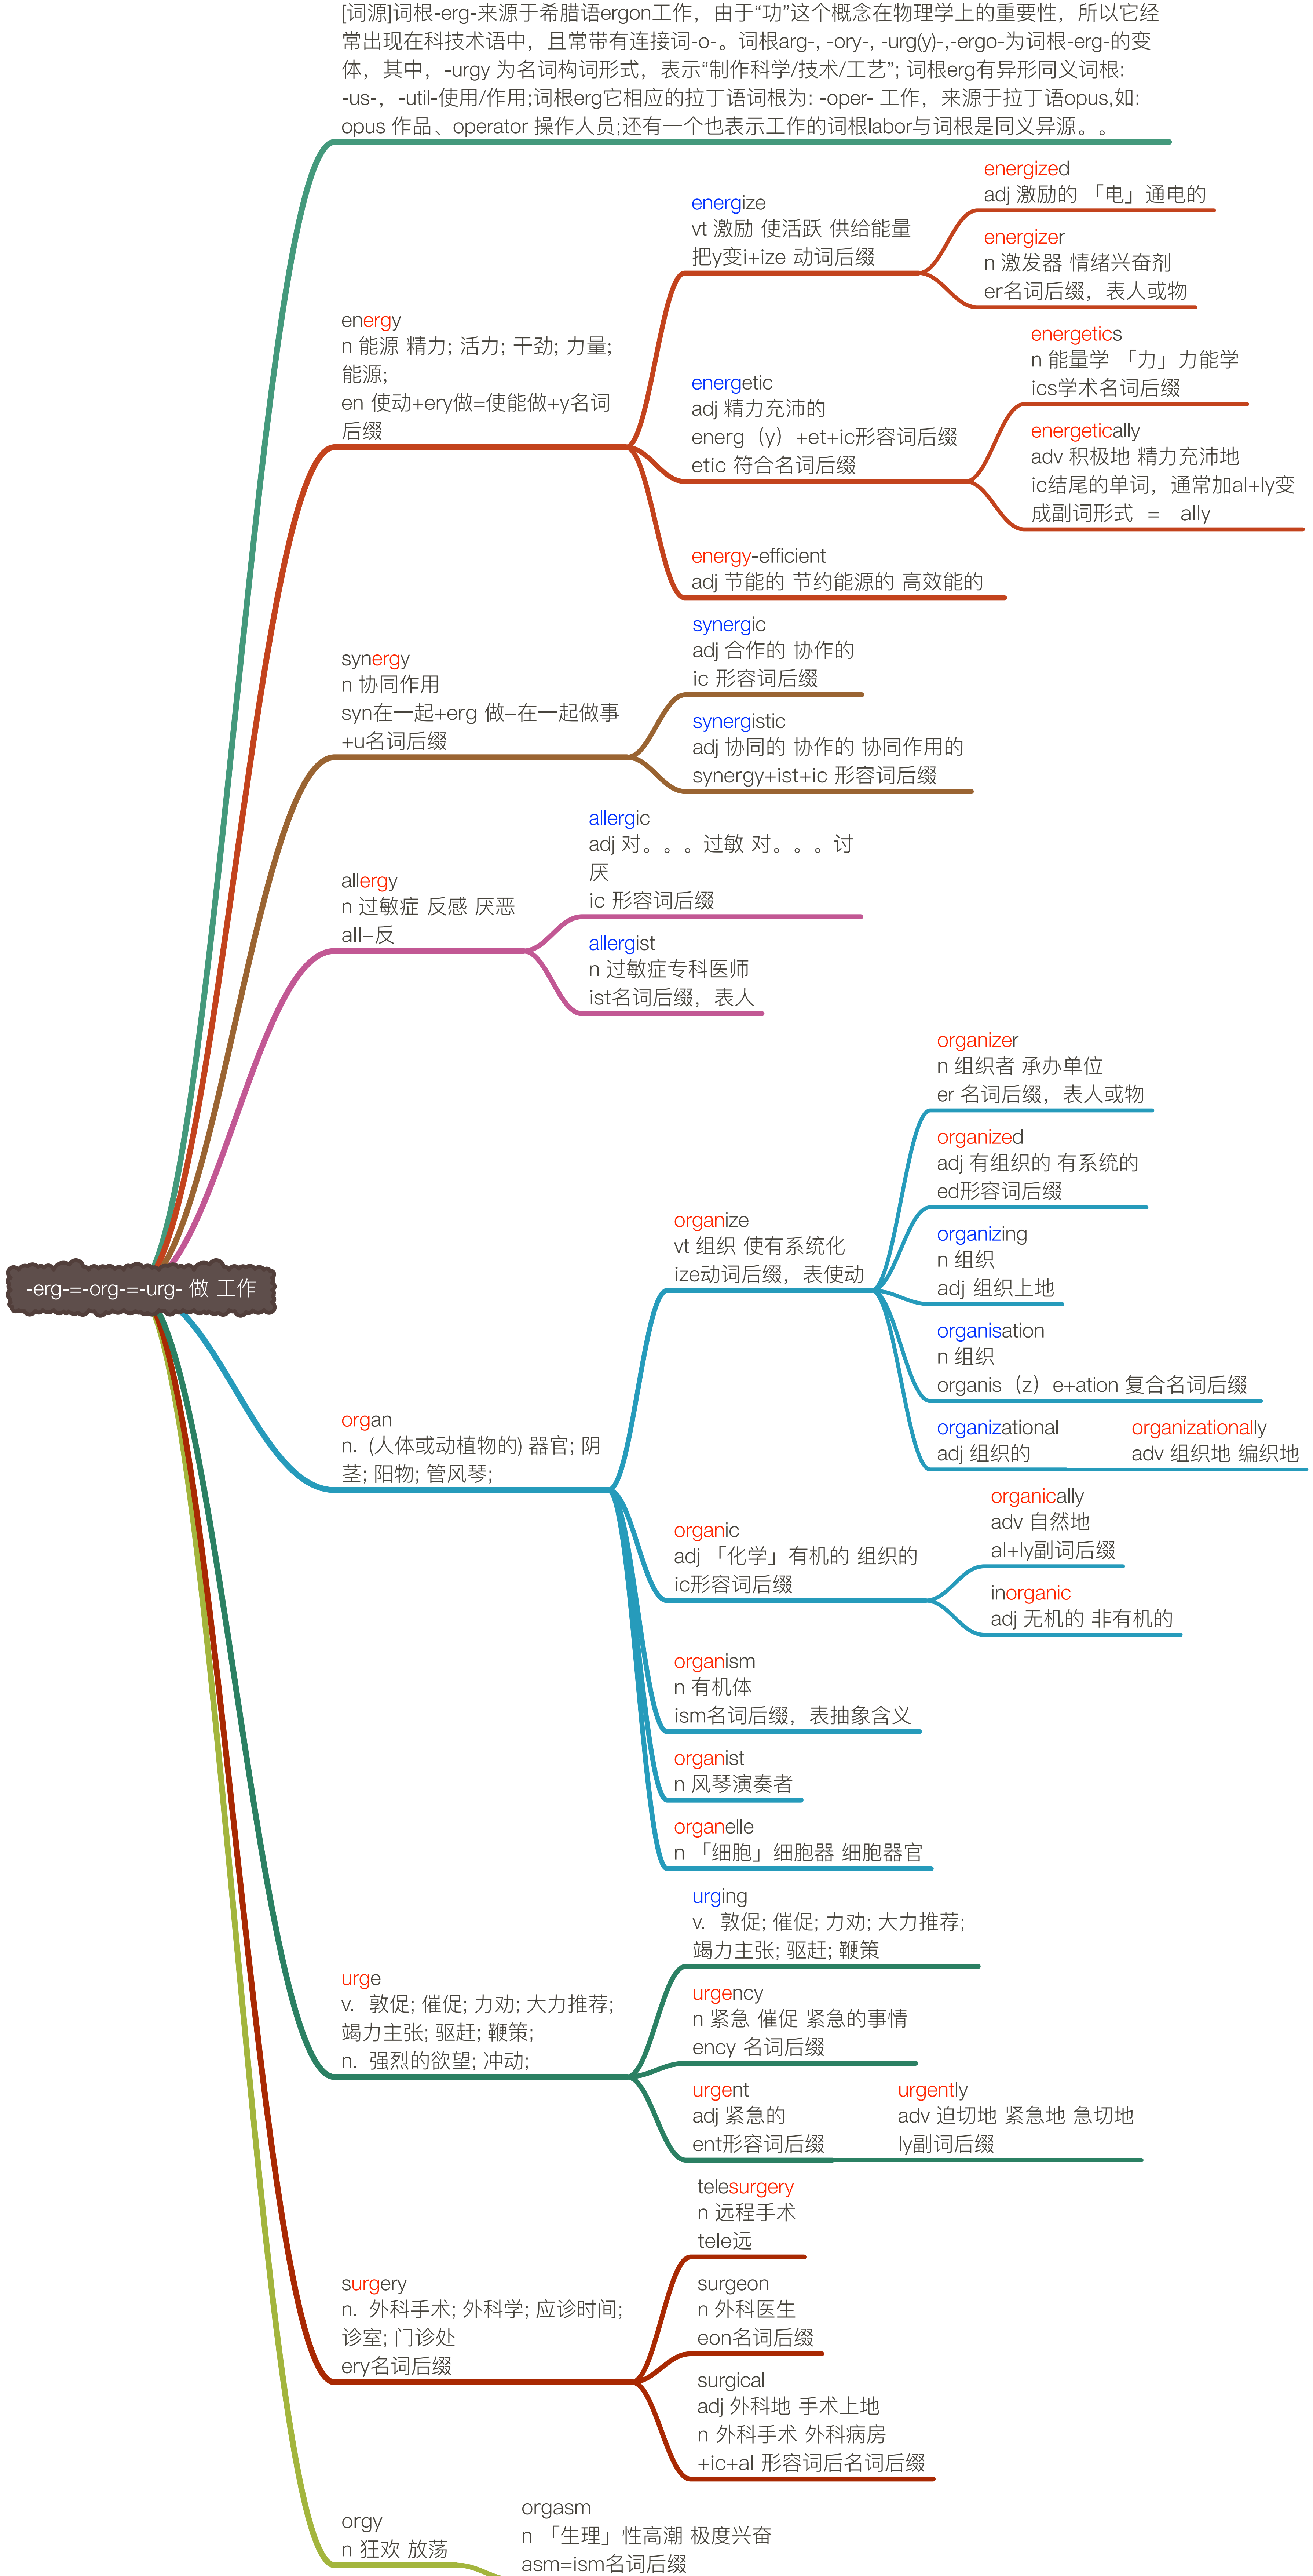 [词源]词根-erg-来源于希腊语ergon工作，由于“功”这个概念在物理学上的重要性，所以它经
常出现在科技术语中，且常带有连接词-o-。词根arg-, -ory-, -urg(y)-,-ergo-为词根-erg-的变
体，其中，-urgy 为名词构词形式，表示“制作科学/技术/工艺”; 词根erg有异形同义词根:
-us-，-util-使用/作用;词根erg它相应的拉丁语词根为: -oper- 工作，来源于拉丁语opus,如:
opus 作品、operator 操作人员;还有一个也表示工作的词根labor与词根是同义异源。。
energy
n 能源 精力; 活力; 干劲; 力量;
能源;
en 使动+ery做=使能做+y名词
后缀
energize
vt 激励 使活跃 供给能量
把y变i+ize 动词后缀
energized
adj 激励的 「电」通电的
energizer
n 激发器 情绪兴奋剂
er名词后缀，表人或物
energetic
adj 精力充沛的
energ（y）+et+ic形容词后缀
etic 符合名词后缀
energetics
n 能量学 「力」力能学
ics学术名词后缀
energetically
adv 积极地 精力充沛地
ic结尾的单词，通常加al+ly变
成副词形式 = ally
energy-efficient
adj 节能的 节约能源的 高效能的
synergy
n 协同作用
syn在一起+erg 做–在一起做事
+u名词后缀
synergic
adj 合作的 协作的
ic 形容词后缀
synergistic
adj 协同的 协作的 协同作用的
synergy+ist+ic 形容词后缀
allergy
n 过敏症 反感 厌恶
all–反
allergic
adj 对。。。过敏 对。。。讨
厌
ic 形容词后缀
allergist
n 过敏症专科医师
ist名词后缀，表人
-erg-=-org-=-urg- 做 工作
organ
n. (人体或动植物的) 器官; 阴
茎; 阳物; 管风琴;
organize
vt 组织 使有系统化
ize动词后缀，表使动
organizer
n 组织者 承办单位
er 名词后缀，表人或物
organized
adj 有组织的 有系统的
ed形容词后缀
organizing
n 组织
adj 组织上地
organisation
n 组织
organis（z）e+ation 复合名词后缀
organizational
adj 组织的
organizationally
adv 组织地 编织地
organic
adj 「化学」有机的 组织的
ic形容词后缀
organically
adv 自然地
al+ly副词后缀
inorganic
adj 无机的 非有机的
organism
n 有机体
ism名词后缀，表抽象含义
organist
n 风琴演奏者
organelle
n 「细胞」细胞器 细胞器官
urge
v. 敦促; 催促; 力劝; 大力推荐;
竭力主张; 驱赶; 鞭策;
n. 强烈的欲望; 冲动;
urging
v. 敦促; 催促; 力劝; 大力推荐;
竭力主张; 驱赶; 鞭策
urgency
n 紧急 催促 紧急的事情
ency 名词后缀
urgent
adj 紧急的
ent形容词后缀
urgently
adv 迫切地 紧急地 急切地
ly副词后缀
surgery
n. 外科手术; 外科学; 应诊时间;
诊室; 门诊处
ery名词后缀
telesurgery
n 远程手术
tele远
surgeon
n 外科医生
eon名词后缀
surgical
adj 外科地 手术上地
n 外科手术 外科病房
+ic+al 形容词后名词后缀
orgy
n 狂欢 放荡
orgasm
n 「生理」性高潮 极度兴奋
asm=ism名词后缀